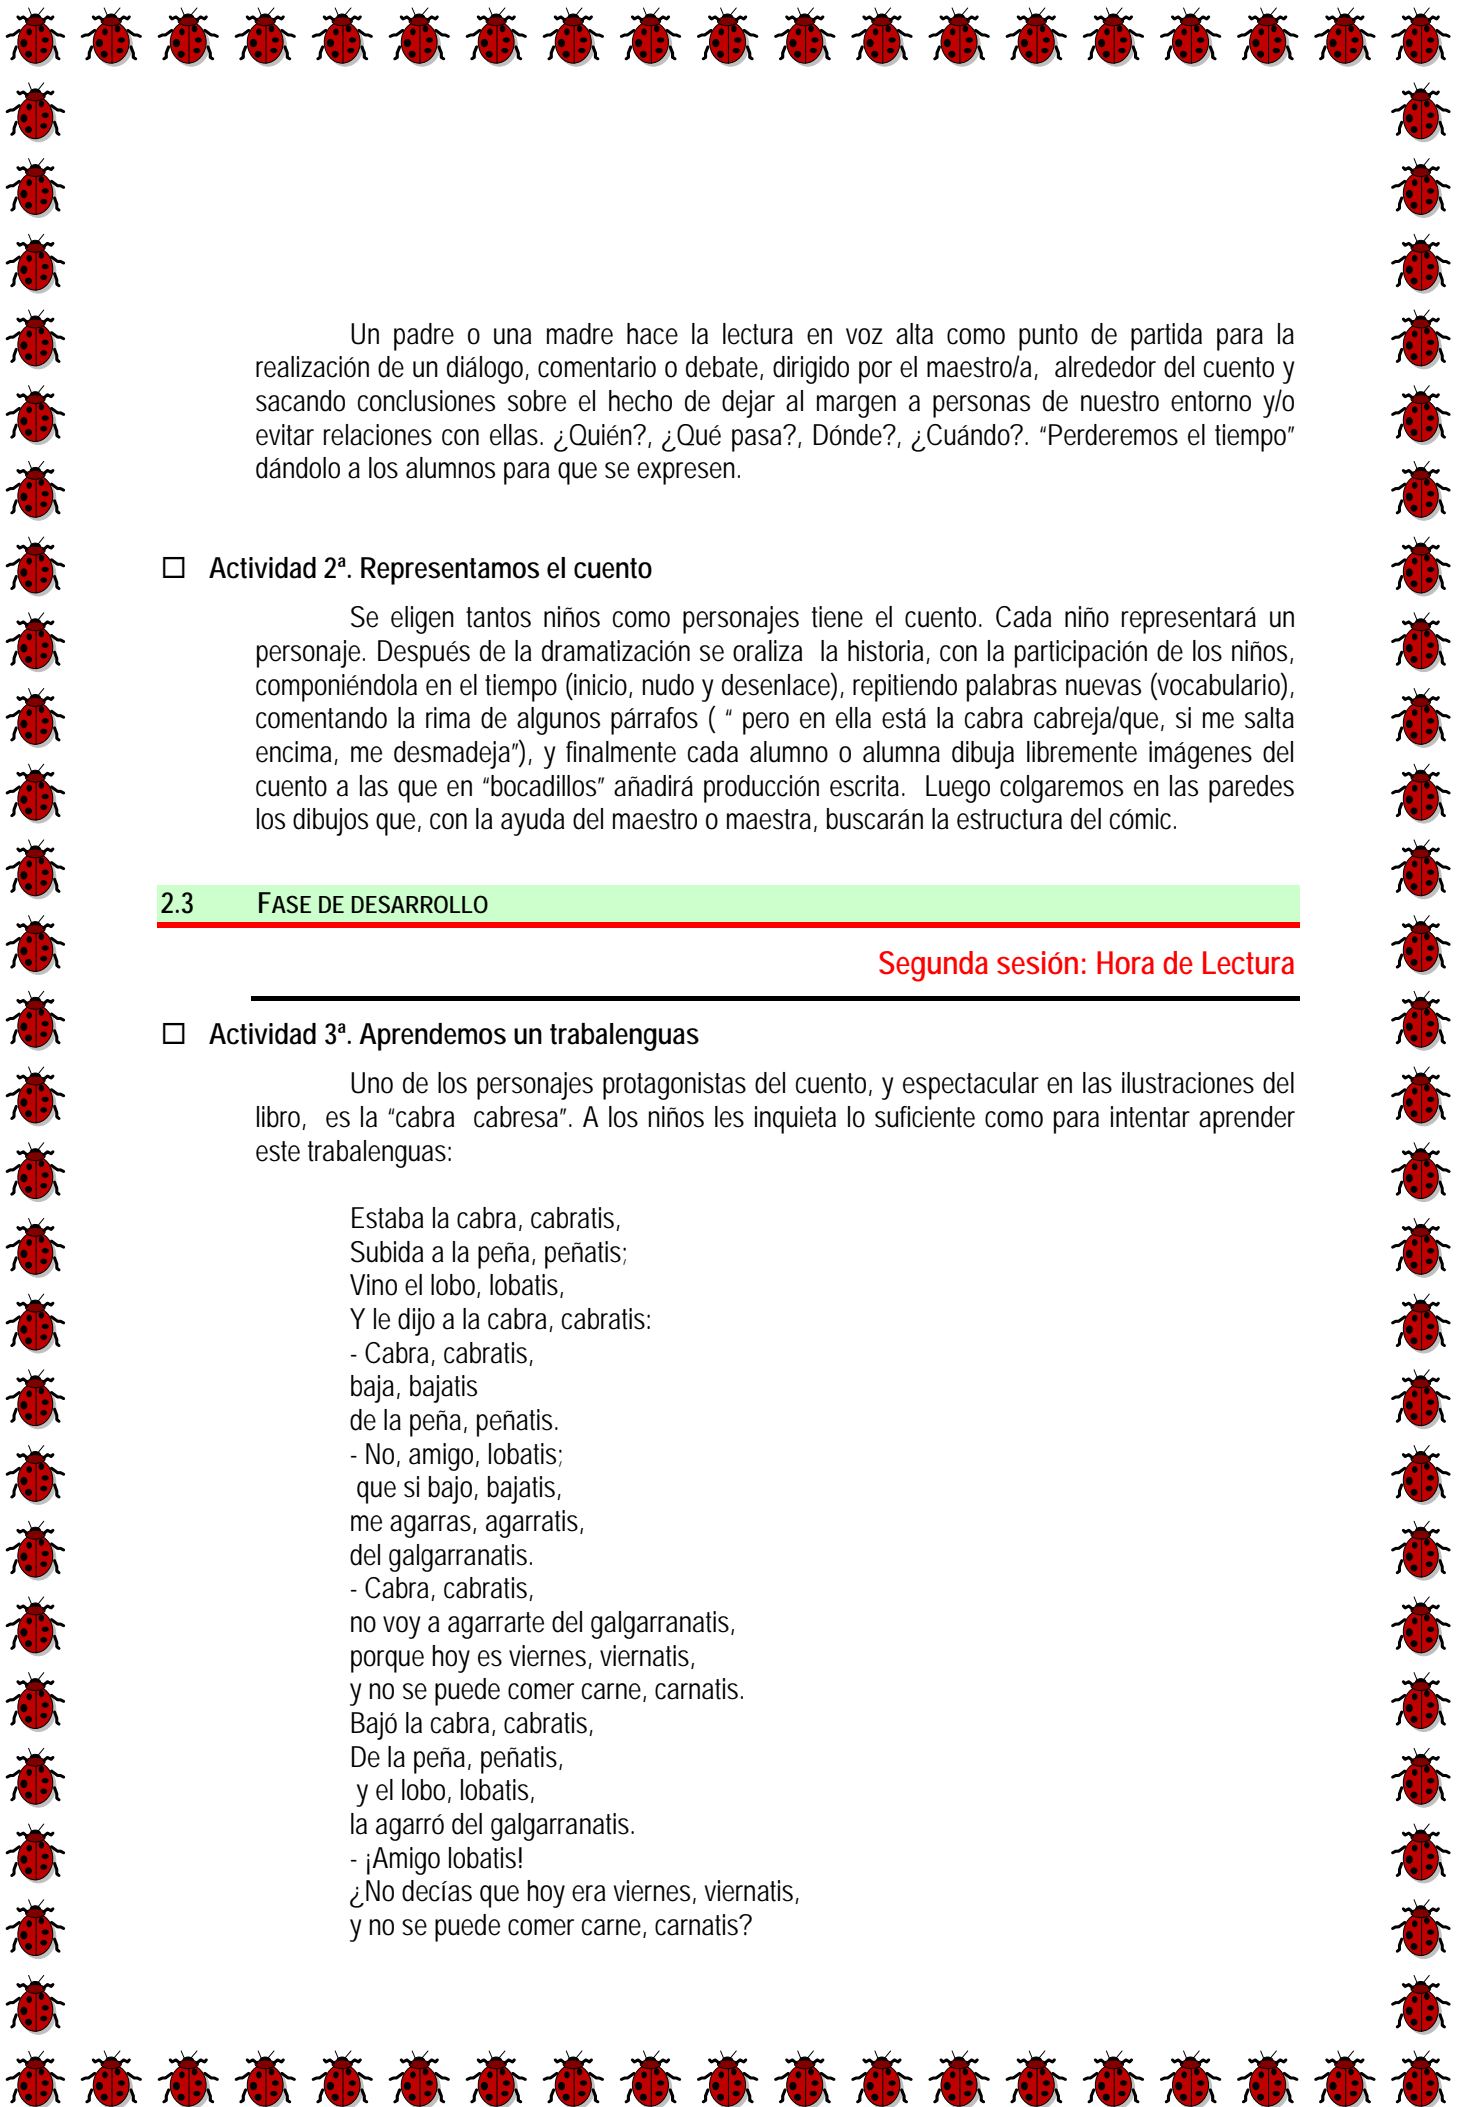 Un padre o una madre hace la lectura en voz alta como punto de partida para la
realización de un diálogo, comentario o debate, dirigido por el maestro/a, alrededor del cuento y
sacando conclusiones sobre el hecho de dejar al margen a personas de nuestro entorno y/o
evitar relaciones con ellas. ¿Quién?, ¿Qué pasa?, Dónde?, ¿Cuándo?. “Perderemos el tiempo”
dándolo a los alumnos para que se expresen.
□ Actividad 2ª. Representamos el cuento
Se eligen tantos niños como personajes tiene el cuento. Cada niño representará un
personaje. Después de la dramatización se oraliza la historia, con la participación de los niños,
componiéndola en el tiempo (inicio, nudo y desenlace), repitiendo palabras nuevas (vocabulario),
comentando la rima de algunos párrafos ( “ pero en ella está la cabra cabreja/que, si me salta
encima, me desmadeja”), y finalmente cada alumno o alumna dibuja libremente imágenes del
cuento a las que en “bocadillos” añadirá producción escrita. Luego colgaremos en las paredes
los dibujos que, con la ayuda del maestro o maestra, buscarán la estructura del cómic.
2.3 FASE DE DESARROLLO
Segunda sesión: Hora de Lectura
□ Actividad 3ª. Aprendemos un trabalenguas
Uno de los personajes protagonistas del cuento, y espectacular en las ilustraciones del
libro, es la “cabra cabresa”. A los niños les inquieta lo suficiente como para intentar aprender
este trabalenguas:
Estaba la cabra, cabratis,
Subida a la peña, peñatis;
Vino el lobo, lobatis,
Y le dijo a la cabra, cabratis:
- Cabra, cabratis,
baja, bajatis
de la peña, peñatis.
- No, amigo, lobatis;
que si bajo, bajatis,
me agarras, agarratis,
del galgarranatis.
- Cabra, cabratis,
no voy a agarrarte del galgarranatis,
porque hoy es viernes, viernatis,
y no se puede comer carne, carnatis.
Bajó la cabra, cabratis,
De la peña, peñatis,
y el lobo, lobatis,
la agarró del galgarranatis.
- ¡Amigo lobatis!
¿No decías que hoy era viernes, viernatis,
y no se puede comer carne, carnatis?